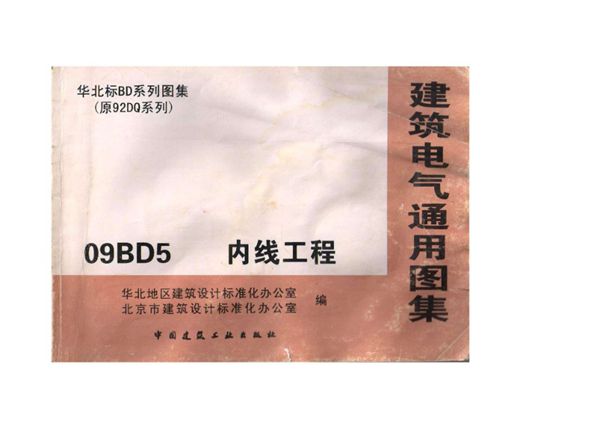 华北标BD系列图集
(原92DQ系列)
建筑电气通用图集
09BD5 内线工程
华北地区建筑设计标准化办公室
北京市建筑设计标准化办公室
编
中国建筑工业出版社